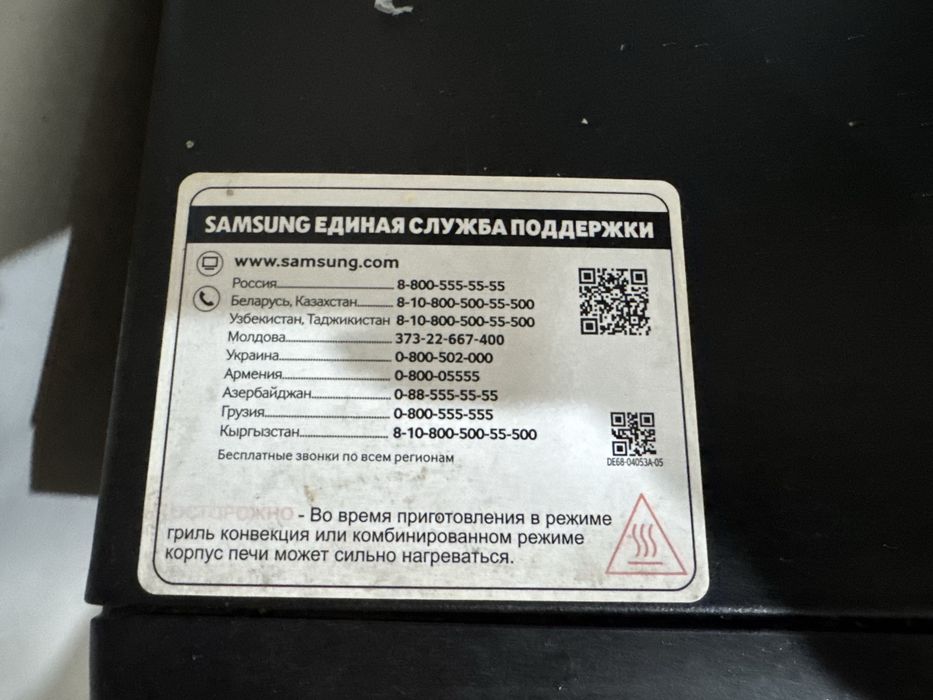 SAMSUNG ЕДИНАЯ СЛУЖБА ПОДДЕРЖКИ
www.samsung.com
Россия 8-800-555-55-55
Беларусь, Казахстан 8-10-800-500-55-500
Узбекистан, Таджикистан 8-10-800-500-55-500
Молдова 373-22-667-400
Украина 0-800-502-000
Армения 0-800-05555
Азербайджан 0-88-555-55-55
Грузия 0-800-555-555
Кыргызстан 8-10-800-500-55-500
Бесплатные звонки по всем регионам
DE68-04053A-05
ОСТОРОЖНО - Во время приготовления в режиме
гриль конвекция или комбинированном режиме
корпус печи может сильно нагреваться.